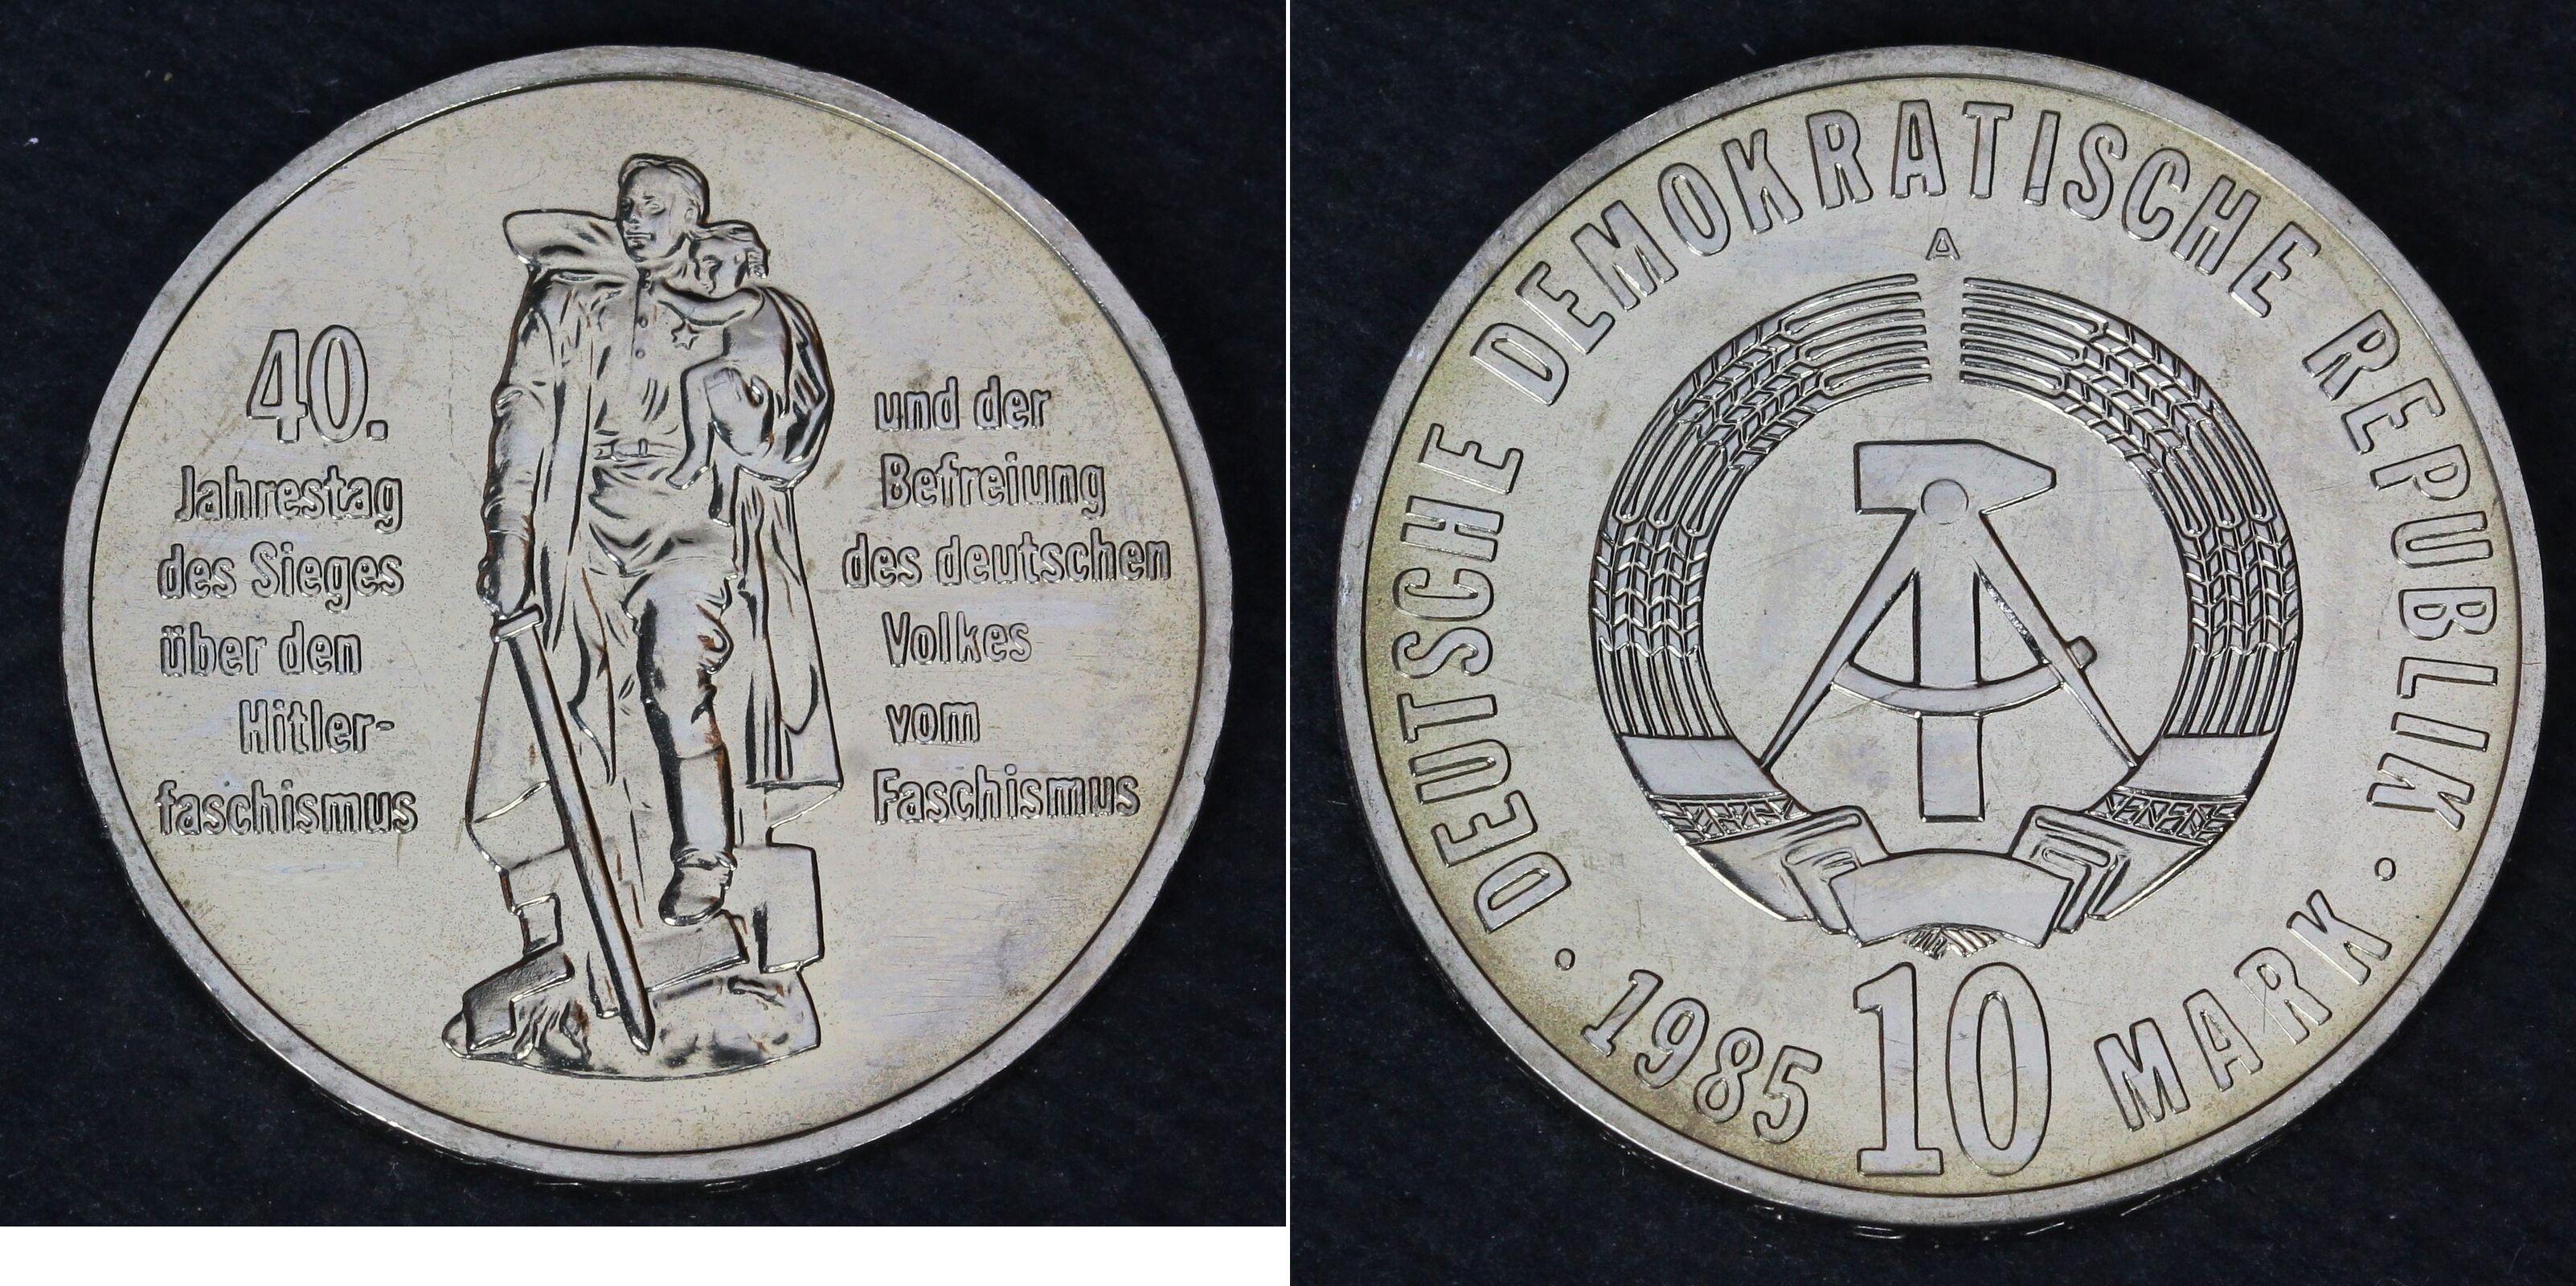 40.
Jahrestag
des Sieges
über den
Hitler-
faschismus
und der
Befreiung
des deutschen
Volkes
vom
Faschismus
DEUTSCHE DEMOKRATISCHE REPUBLIK
A
· 1985 10 MARK ·